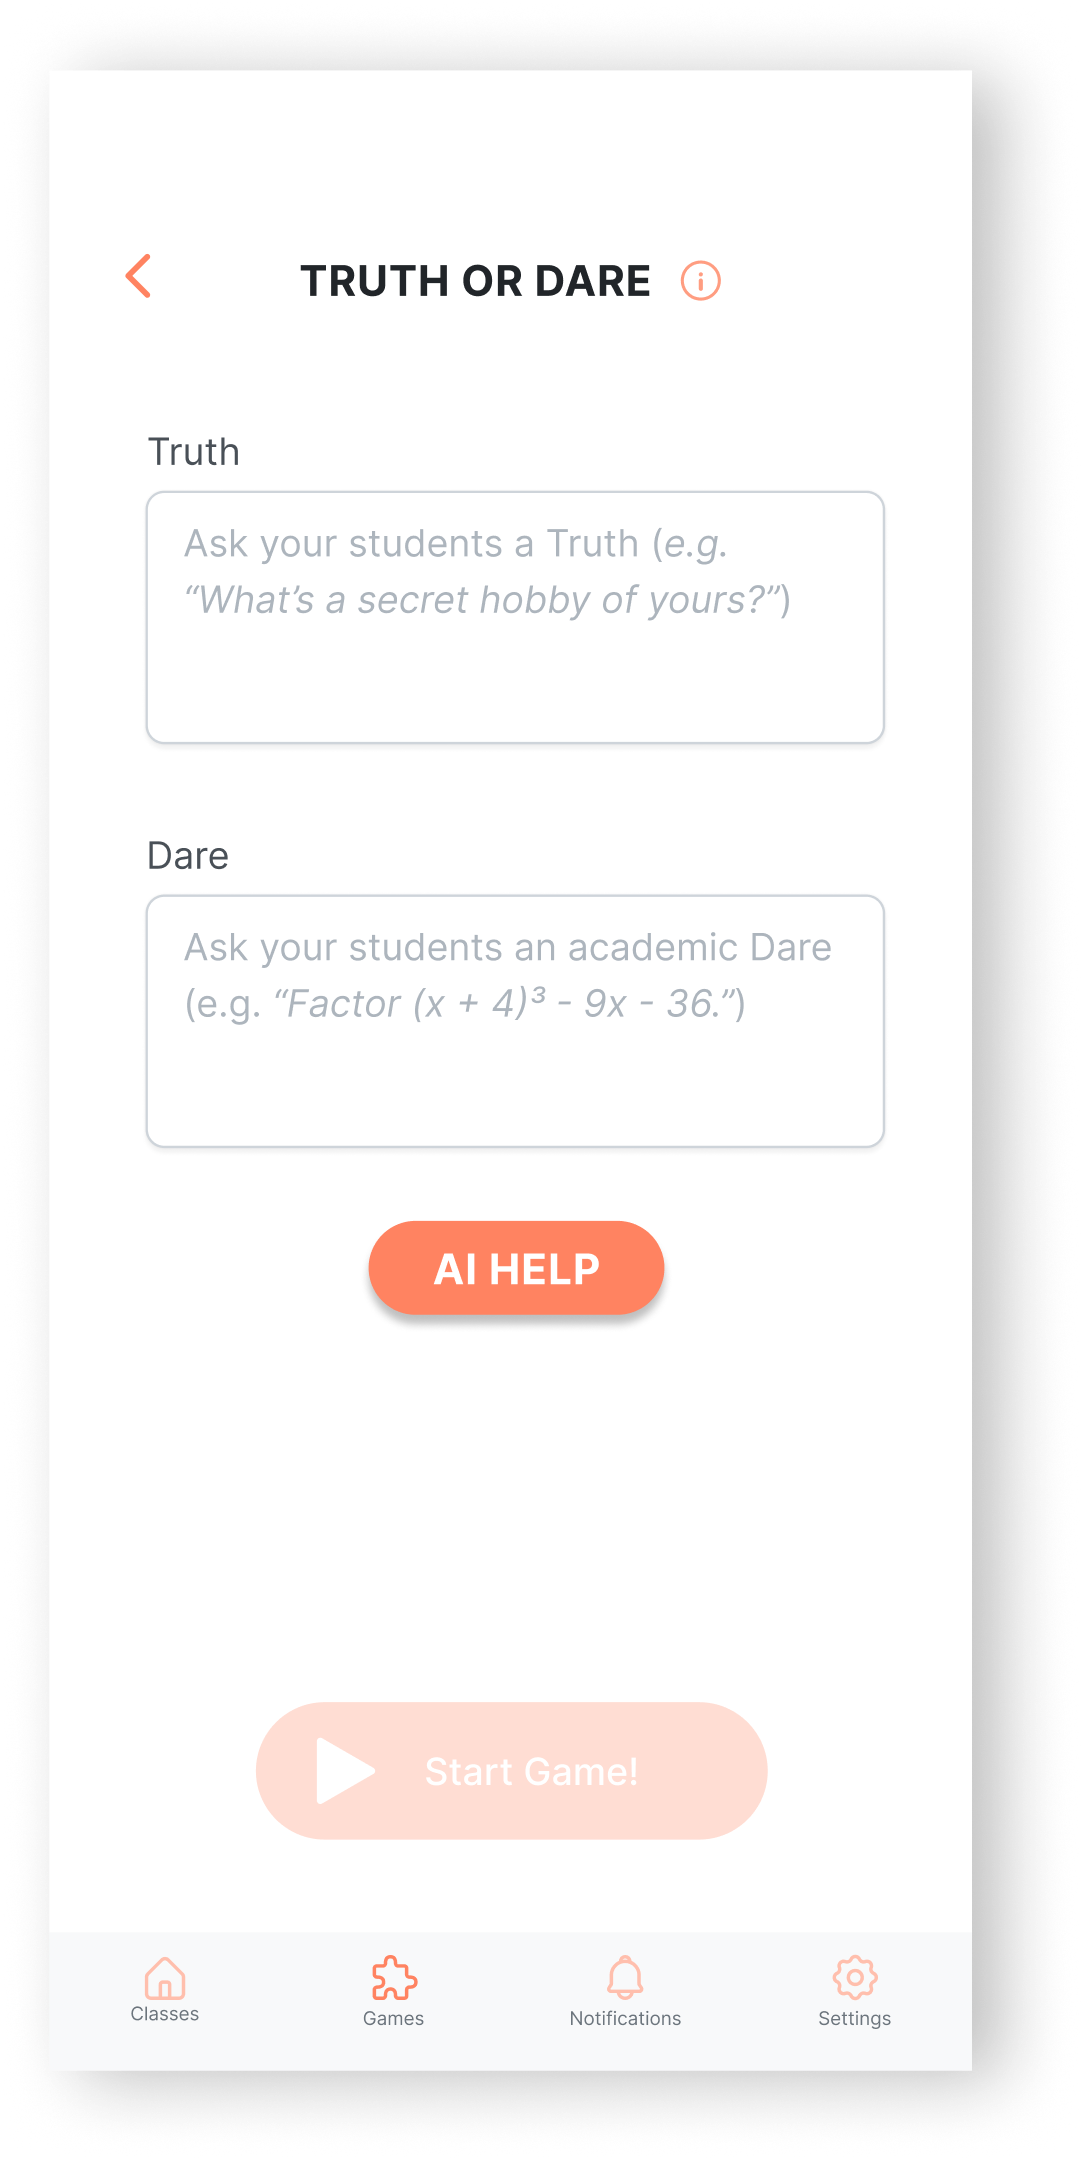 TRUTH OR DARE
Truth
Ask your students a Truth (e.g.
“What’s a secret hobby of yours?”)
Dare
Ask your students an academic Dare
(e.g. “Factor (x + 4)³ - 9x - 36.”)
AI HELP
Start Game!
Classes
Games
Notifications
Settings